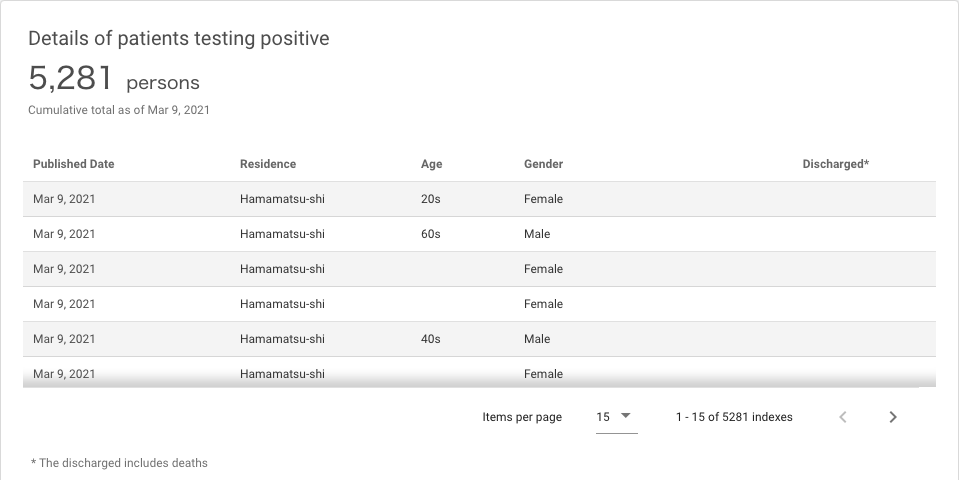 Details of patients testing positive
5,281 persons
Cumulative total as of Mar 9, 2021
Published Date Residence Age Gender Discharged*
Mar 9, 2021 Hamamatsu-shi 20s Female
Mar 9, 2021 Hamamatsu-shi 60s Male
Mar 9, 2021 Hamamatsu-shi Female
Mar 9, 2021 Hamamatsu-shi Female
Mar 9, 2021 Hamamatsu-shi 40s Male
Mar 9, 2021 Hamamatsu-shi Female
Items per page 15 1 - 15 of 5281 indexes
* The discharged includes deaths